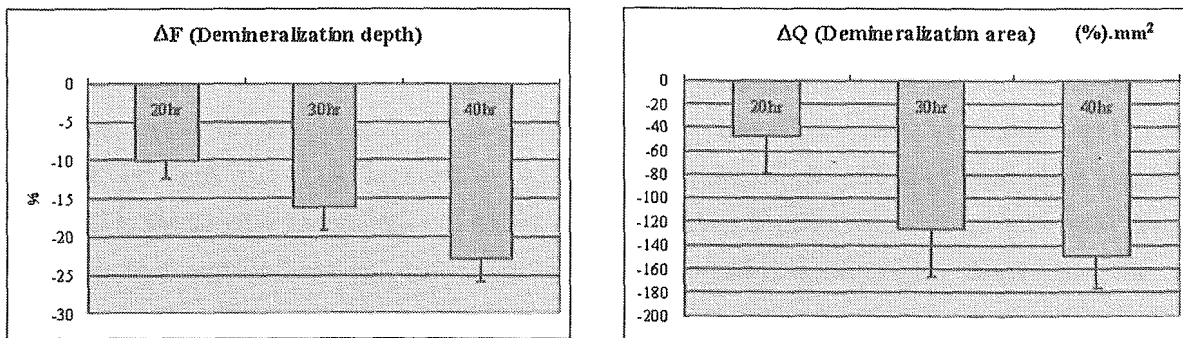 ΔF (Demineralization depth)
0
-5
-10
-15
-20
-25
-30
%
20hr
30hr
40hr
ΔQ (Demineralization area) (%).mm²
0
-20
-40
-60
-80
-100
-120
-140
-160
-180
-200
20hr
30hr
40hr